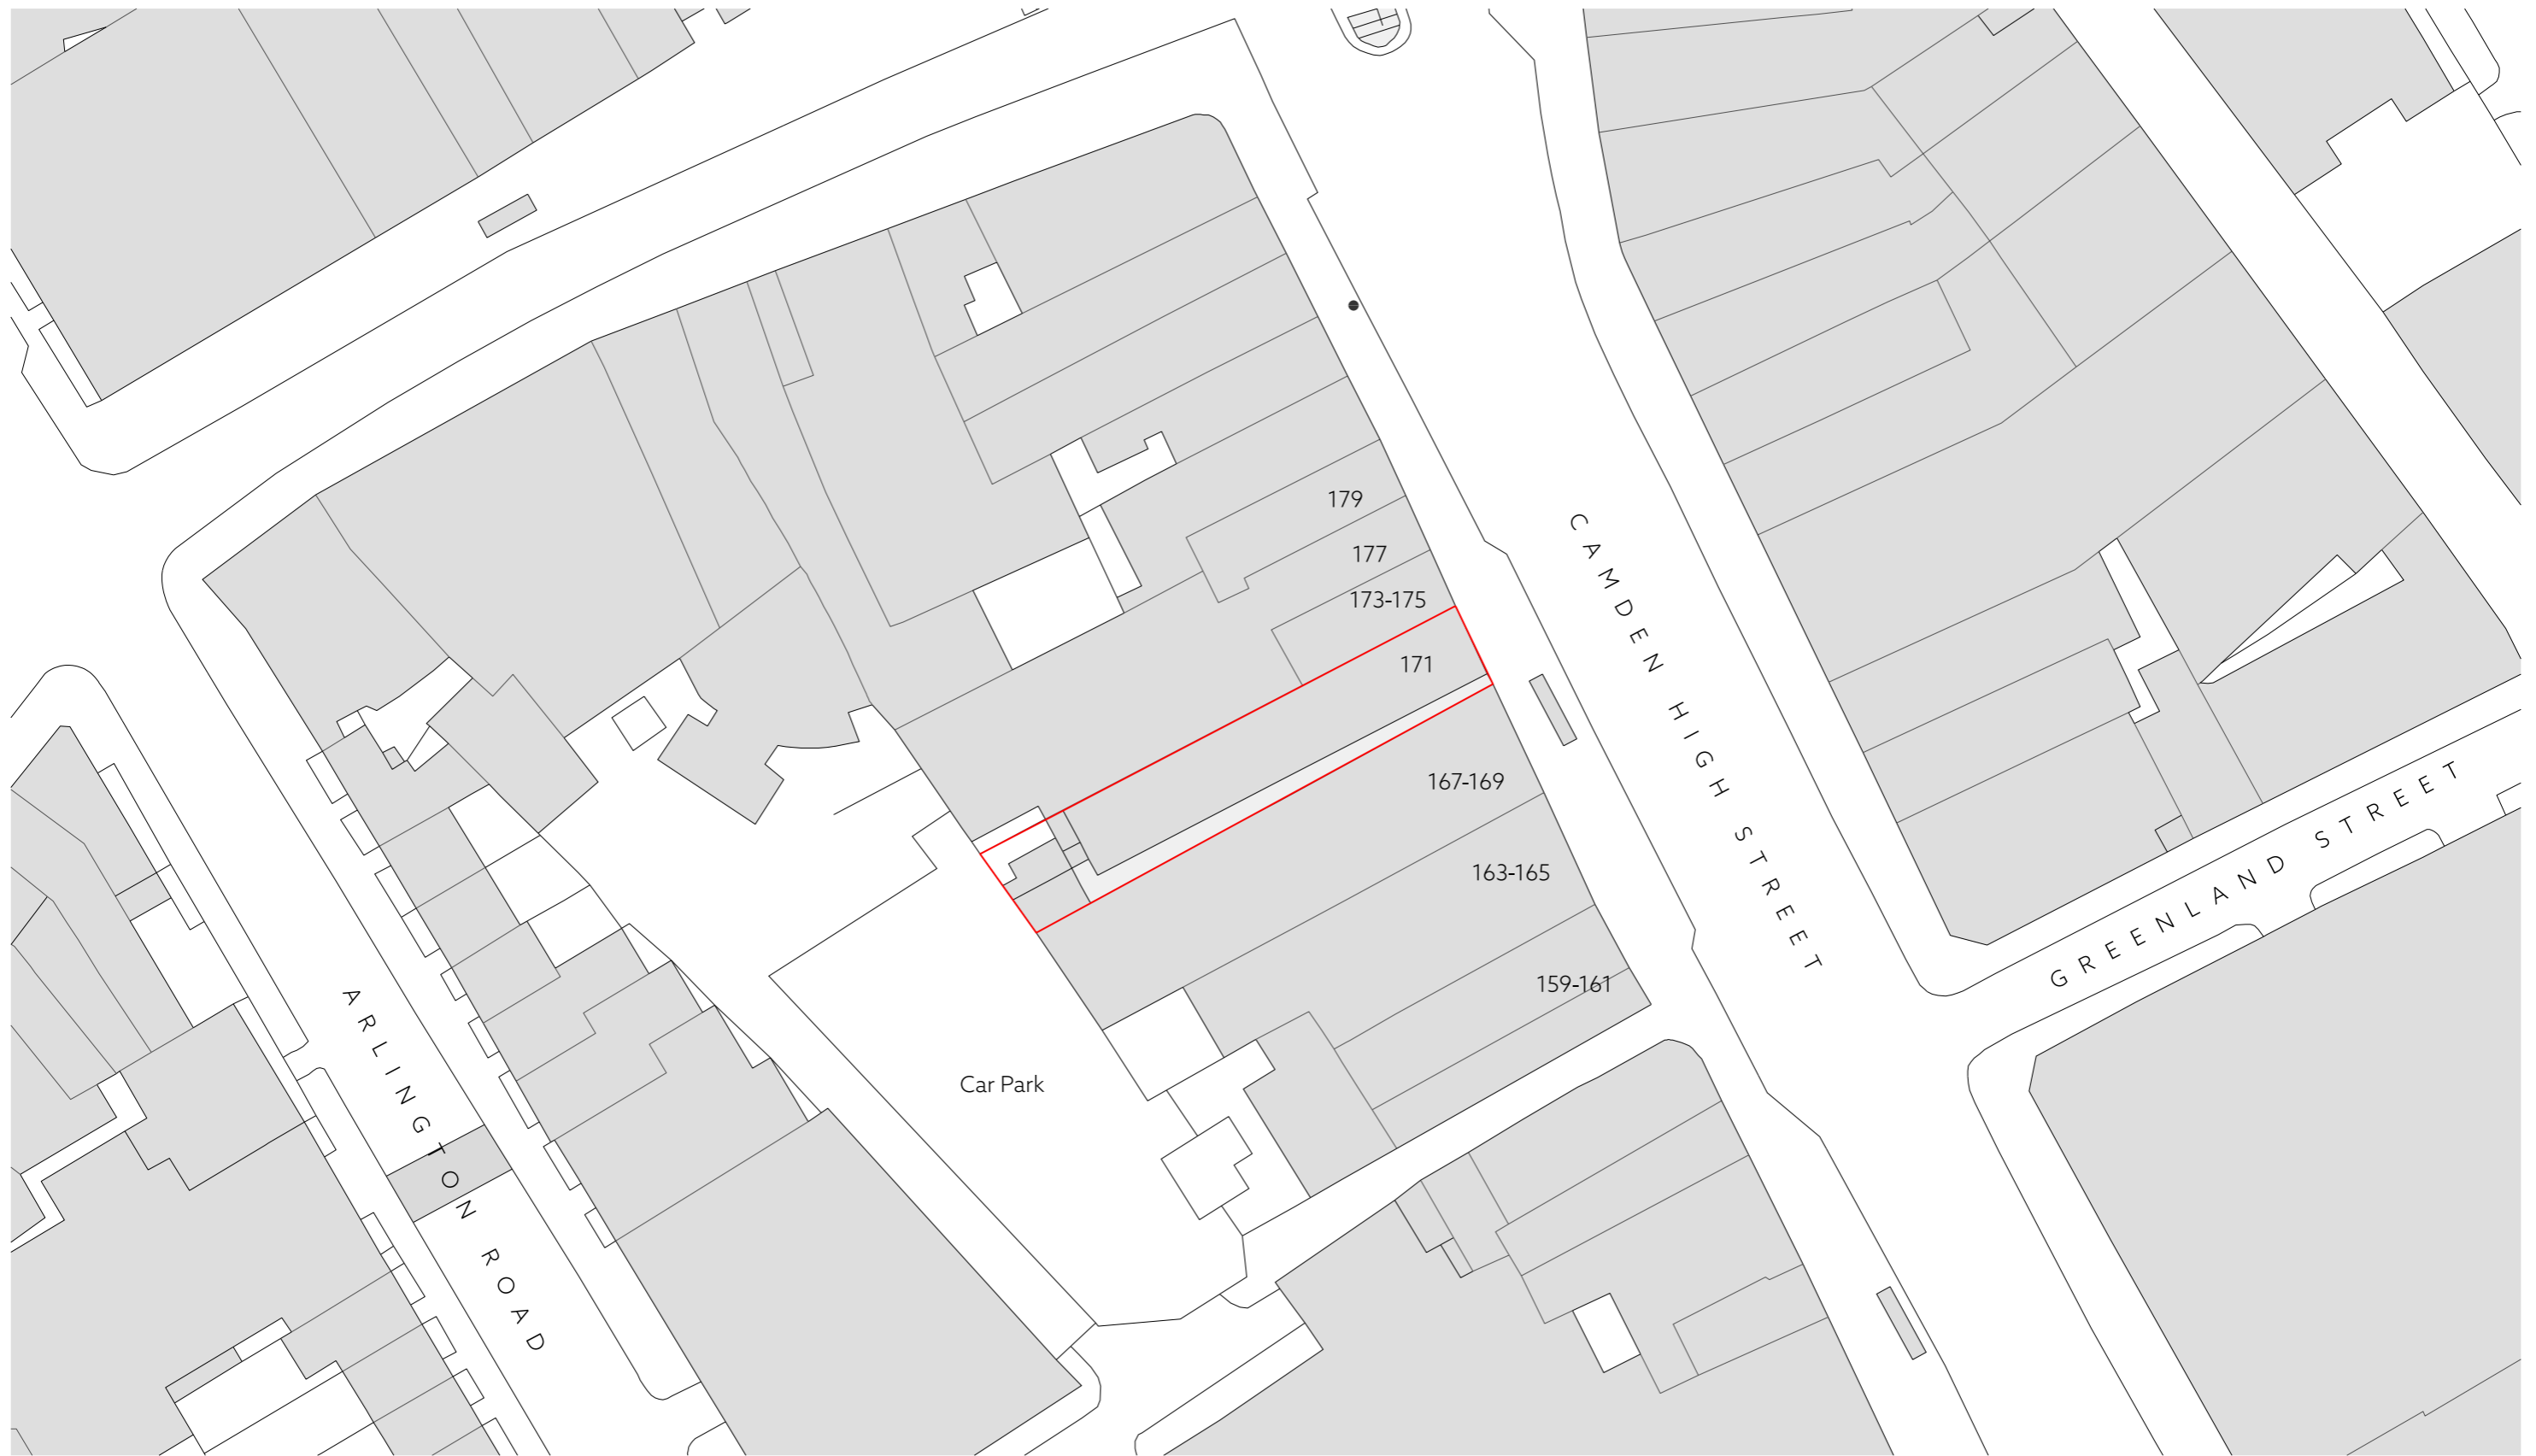 179
177
173-175
171
CAMDEN HIGH STREET
167-169
GREENLAND STREET
163-165
159-161
ARLINGTON ROAD
Car Park